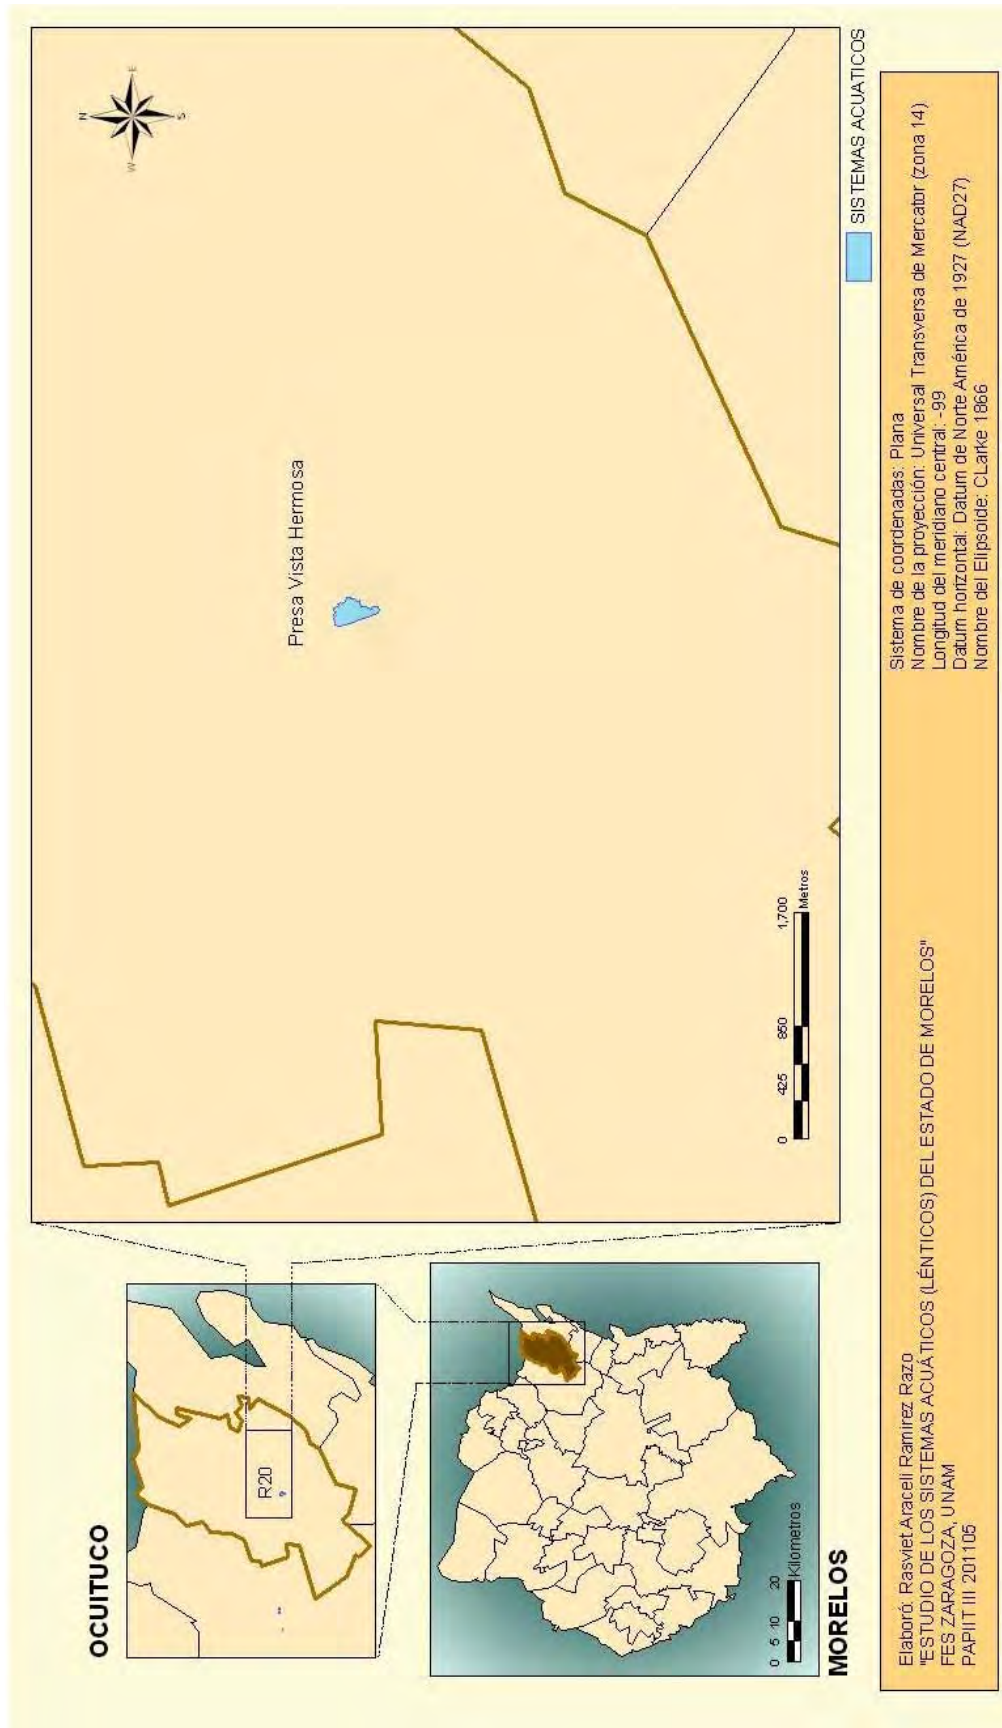 OCUITUCO
R20
MORELOS
0 5 10 20
Kilometros
N
W
E
S
Presa Vista Hermosa
0 425 850 1,700
Metros
SISTEMAS ACUATICOS
Elaboró: Rasviet Araceli Ramírez Razo
"ESTUDIO DE LOS SISTEMAS ACUÁTICOS (LÉNTICOS) DEL ESTADO DE MORELOS"
FES ZARAGOZA, UNAM
PAPIIT III 201105
Sistema de coordenadas: Plana
Nombre de la proyección: Universal Transversa de Mercator (zona 14)
Longitud del meridiano central: -99
Datum horizontal: Datum de Norte América de 1927 (NAD27)
Nombre del Elipsoide: CLarke 1866